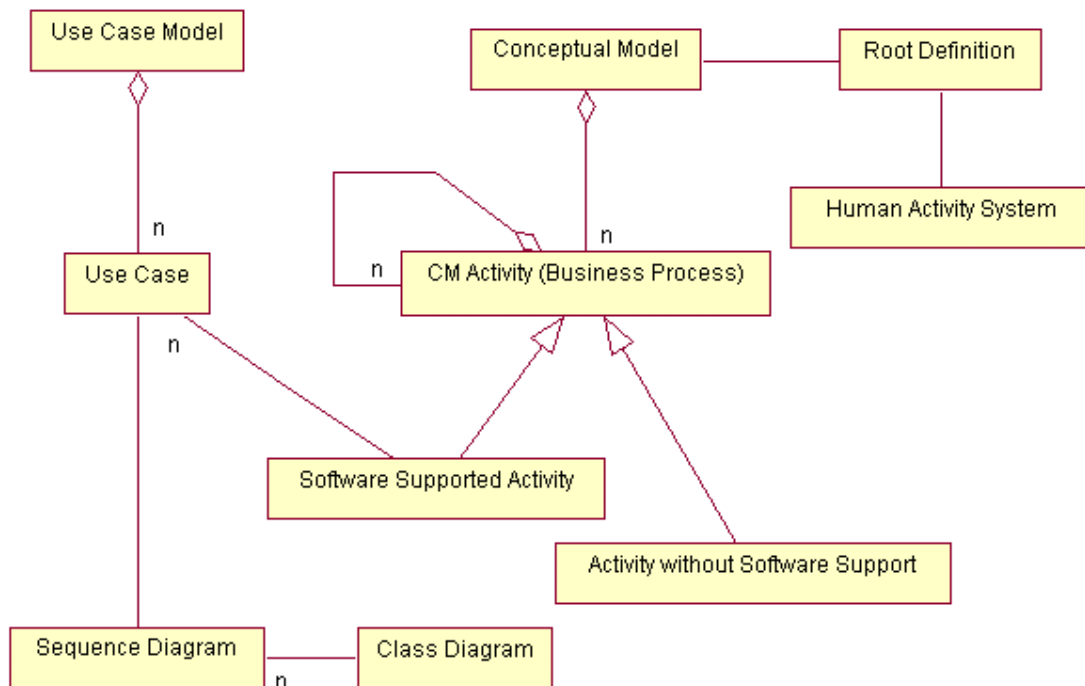 Use Case Model
Conceptual Model
Root Definition
Human Activity System
n
n
CM Activity (Business Process)
n
Use Case
n
Software Supported Activity
Activity without Software Support
Sequence Diagram
Class Diagram
n